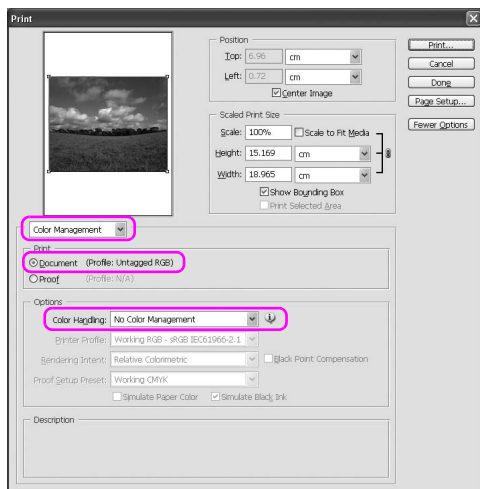 Print
Position
Top: 6.96 cm
Left: 0.72 cm
Center Image
Scaled Print Size
Scale: 100% Scale to Fit Media
Height: 15.169 cm
Width: 18.965 cm
Show Bounding Box
Print Selected Area
Print...
Cancel
Done
Page Setup...
Fewer Options
Color Management
Print
Document (Profile: Untagged RGB)
Proof (Profile: N/A)
Options
Color Handling: No Color Management
Printer Profile: Working RGB - sRGB IEC61966-2.1
Rendering Intent: Relative Colorimetric Black Point Compensation
Proof Setup Preset: Working CMYK
Simulate Paper Color Simulate Black Ink
Description